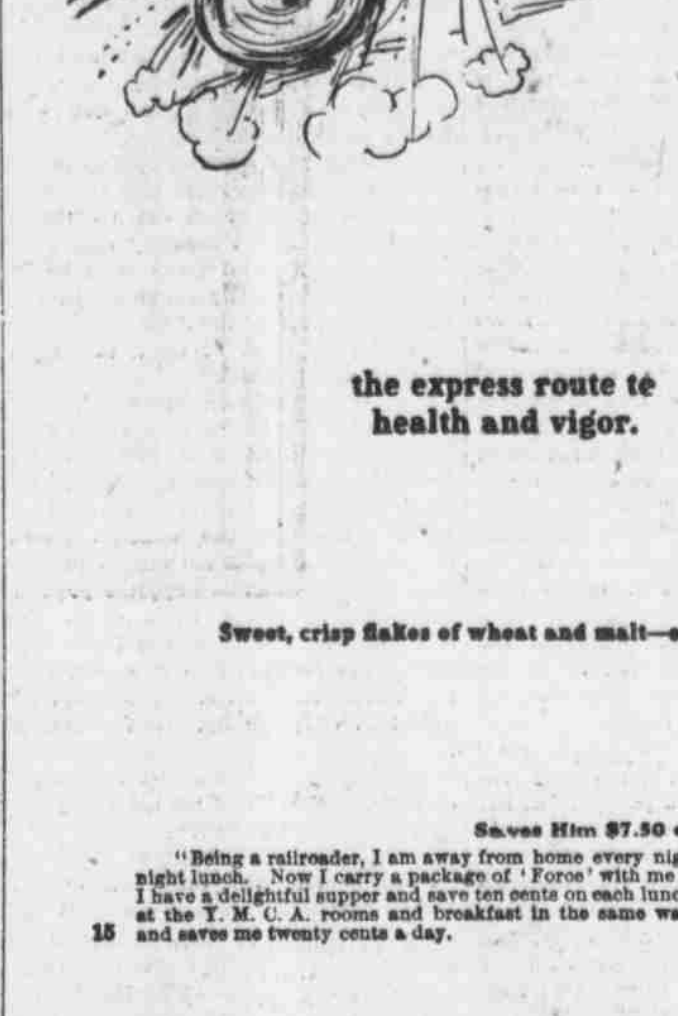 the express route to
health and vigor.
Sweet, crisp flakes of wheat and malt—
Saves Him $7.50
"Being a railroader, I am away from home every nig
night lunch. Now I carry a package of 'Force' with me
I have a delightful supper and save ten cents on each lunc
at the Y. M. C. A. rooms and breakfast in the same wa
15 and saves me twenty cents a day.